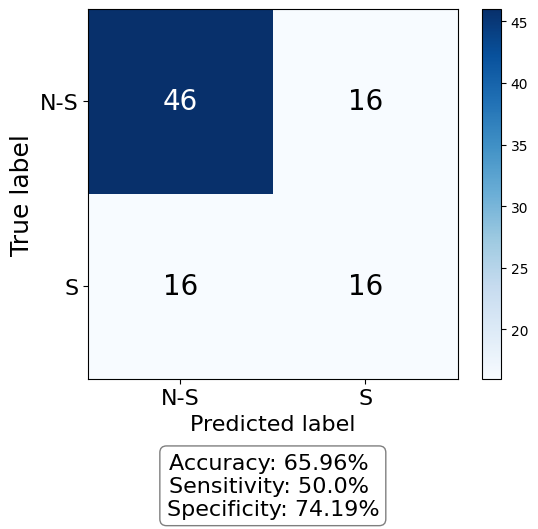 45
N-S
46
16
40
True label
35
30
25
S
16
16
20
N-S
S
Predicted label
Accuracy: 65.96%
Sensitivity: 50.0%
Specificity: 74.19%